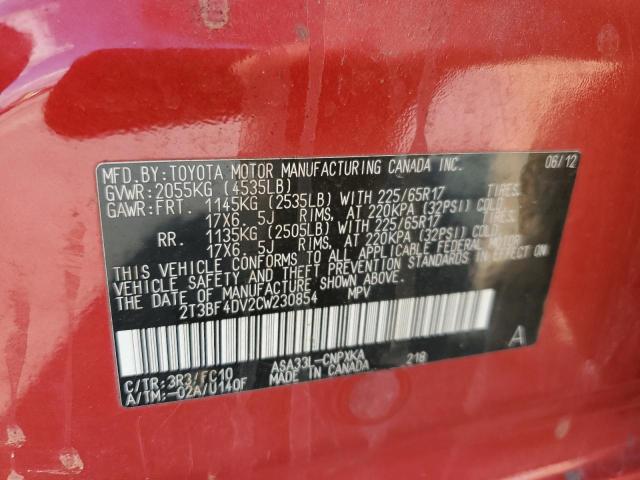 MFD.BY:TOYOTA MOTOR MANUFACTURING CANADA INC. 06/12
GVWR:2055KG (4535LB)
GAWR:FRT. 1145KG (2535LB) WITH 225/65R17 TIRES,
17X6.5J RIMS, AT 220KPA (32PSI) COLD
RR. 1135KG (2505LB) WITH 225/65R17 TIRES,
17X6.5J RIMS, AT 220KPA (32PSI) COLD
THIS VEHICLE CONFORMS TO ALL APPLICABLE FEDERAL MOTOR
VEHICLE SAFETY AND THEFT PREVENTION STANDARDS IN EFFECT ON
THE DATE OF MANUFACTURE SHOWN ABOVE.
2T3BF4DV2CW230854 MPV
A
ASA33L-CNPXKA 218
C/TR:3R3/FC10 MADE IN CANADA
A/TM:-02A/U140F